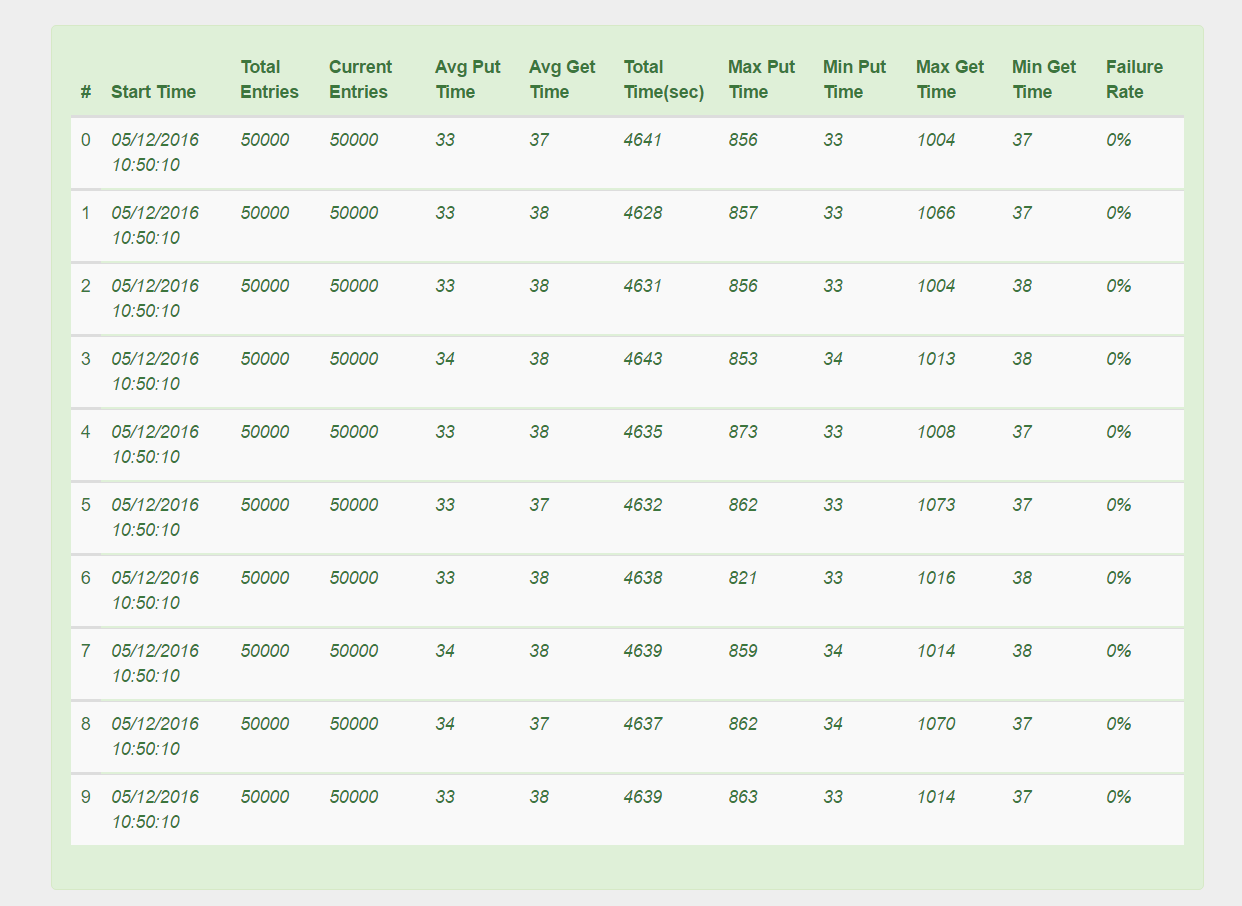 # Start Time Total Entries Current Entries Avg Put Time Avg Get Time Total Time(sec) Max Put Time Min Put Time Max Get Time Min Get Time Failure Rate
0 05/12/2016 50000 50000 33 37 4641 856 33 1004 37 0%
10:50:10
1 05/12/2016 50000 50000 33 38 4628 857 33 1066 37 0%
10:50:10
2 05/12/2016 50000 50000 33 38 4631 856 33 1004 38 0%
10:50:10
3 05/12/2016 50000 50000 34 38 4643 853 34 1013 38 0%
10:50:10
4 05/12/2016 50000 50000 33 38 4635 873 33 1008 37 0%
10:50:10
5 05/12/2016 50000 50000 33 37 4632 862 33 1073 37 0%
10:50:10
6 05/12/2016 50000 50000 33 38 4638 821 33 1016 38 0%
10:50:10
7 05/12/2016 50000 50000 34 38 4639 859 34 1014 38 0%
10:50:10
8 05/12/2016 50000 50000 34 37 4637 862 34 1070 37 0%
10:50:10
9 05/12/2016 50000 50000 33 38 4639 863 33 1014 37 0%
10:50:10